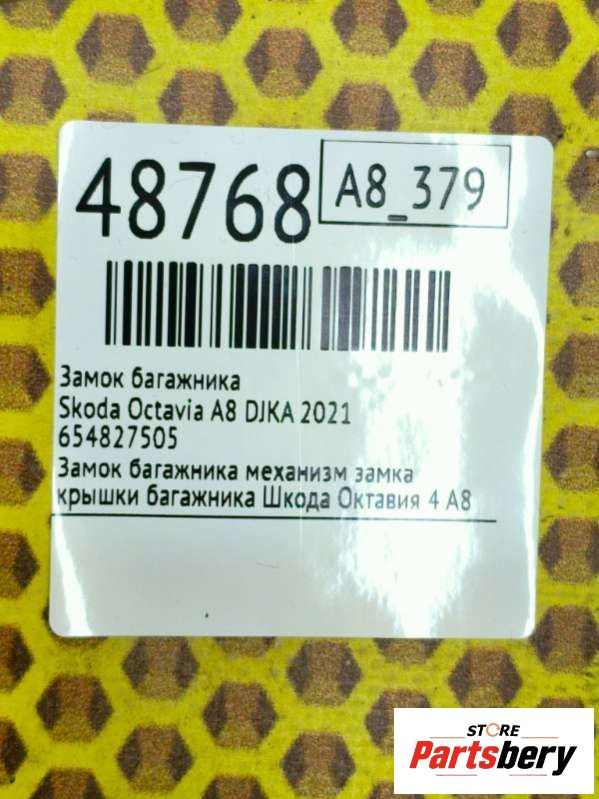 48768
A8_379
Замок багажника
Skoda Octavia A8 DJKA 2021
654827505
Замок багажника механизм замка
крышки багажника Шкода Октавия 4 А8
STORE
Partsbery